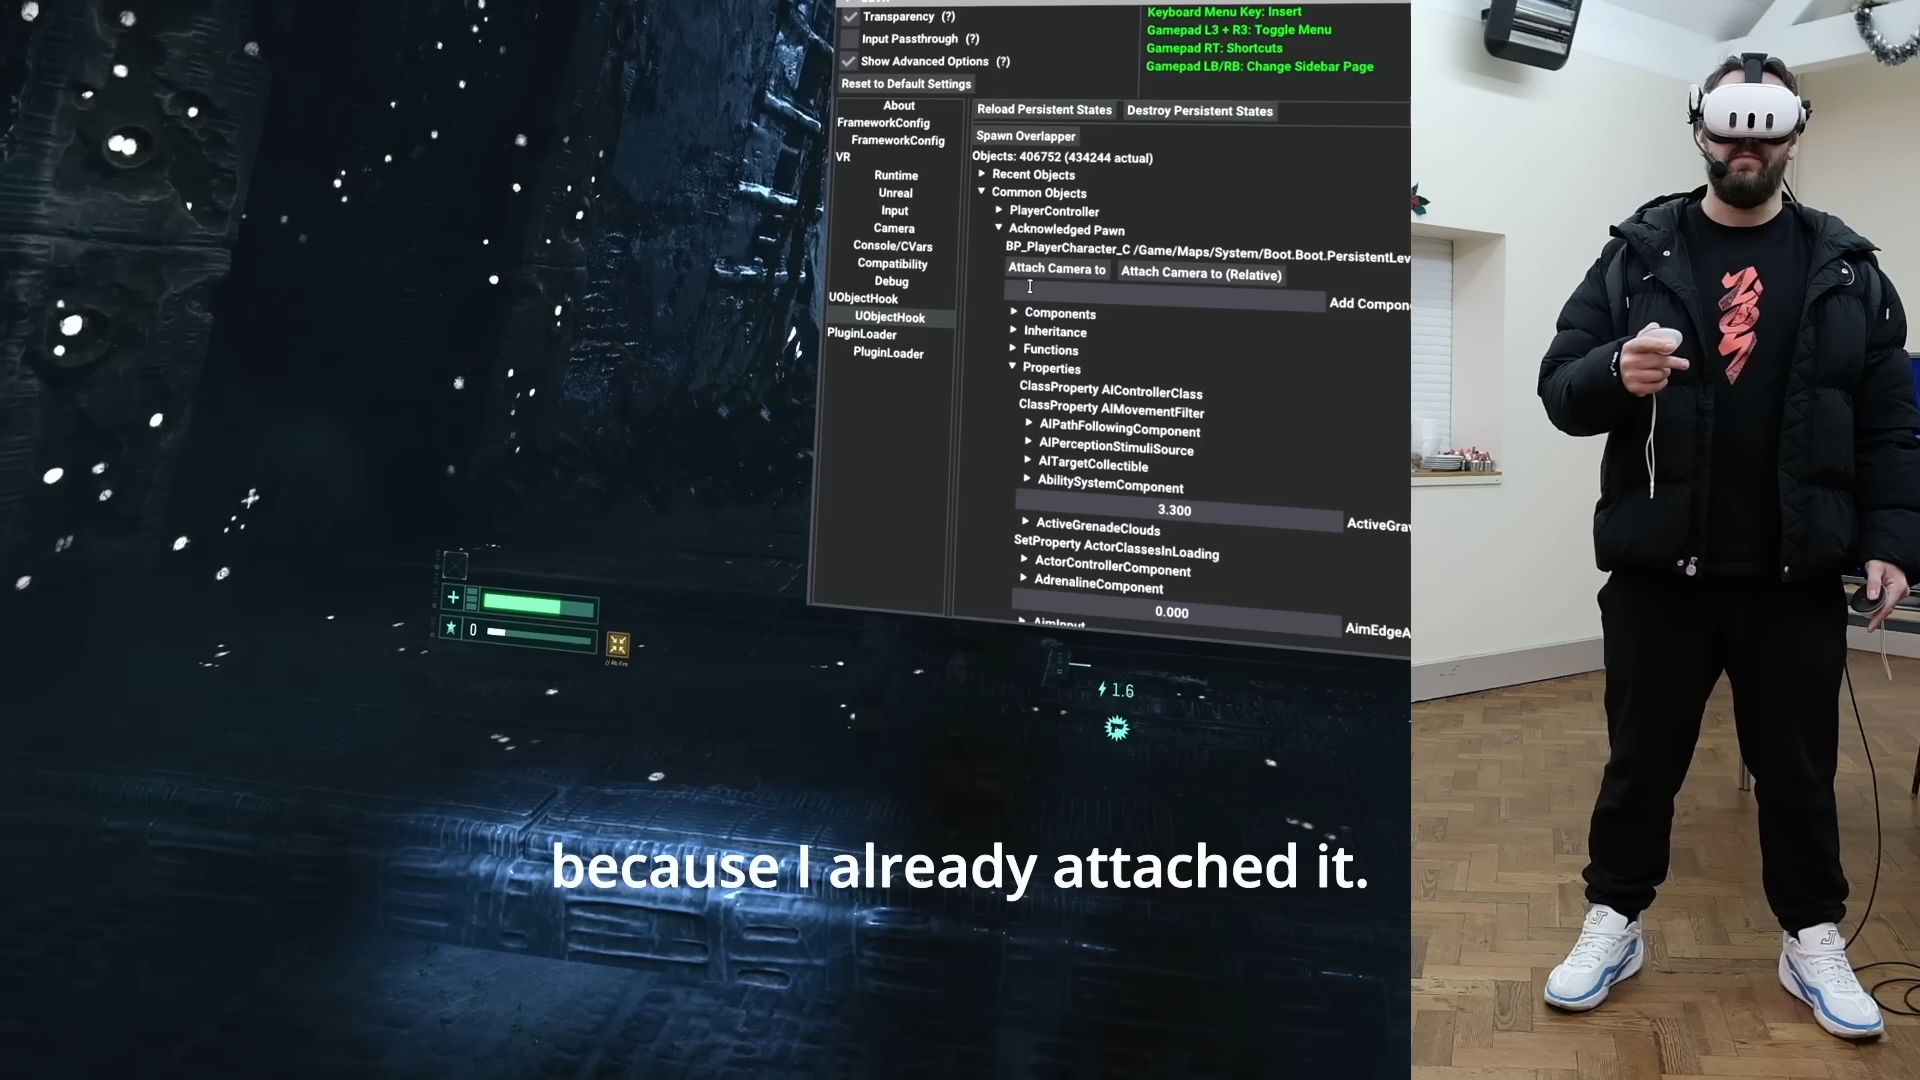 Transparency (?)
Input Passthrough (?)
Show Advanced Options (?)
Reset to Default Settings
Keyboard Menu Key: Insert
Gamepad L3 + R3: Toggle Menu
Gamepad RT: Shortcuts
Gamepad LB/RB: Change Sidebar Page
About
FrameworkConfig
FrameworkConfig
VR
Runtime
Unreal
Input
Camera
Console/CVars
Compatibility
Debug
UObjectHook
UObjectHook
PluginLoader
PluginLoader
Reload Persistent States Destroy Persistent States
Spawn Overlapper
Objects: 406752 (434244 actual)
Recent Objects
Common Objects
PlayerController
Acknowledged Pawn
BP_PlayerCharacter_C /Game/Maps/System/Boot.Boot.PersistentLev
Attach Camera to Attach Camera to (Relative)
Add Compone
Components
Inheritance
Functions
Properties
ClassProperty AIControllerClass
ClassProperty AIMovementFilter
AIPathFollowingComponent
AIPerceptionStimuliSource
AITargetCollectible
AbilitySystemComponent
3.300 ActiveGrav
ActiveGrenadeClouds
SetProperty ActorClassesInLoading
ActorControllerComponent
AdrenalineComponent
0.000 AimEdgeA
AimInput
0
1.6
because I already attached it.